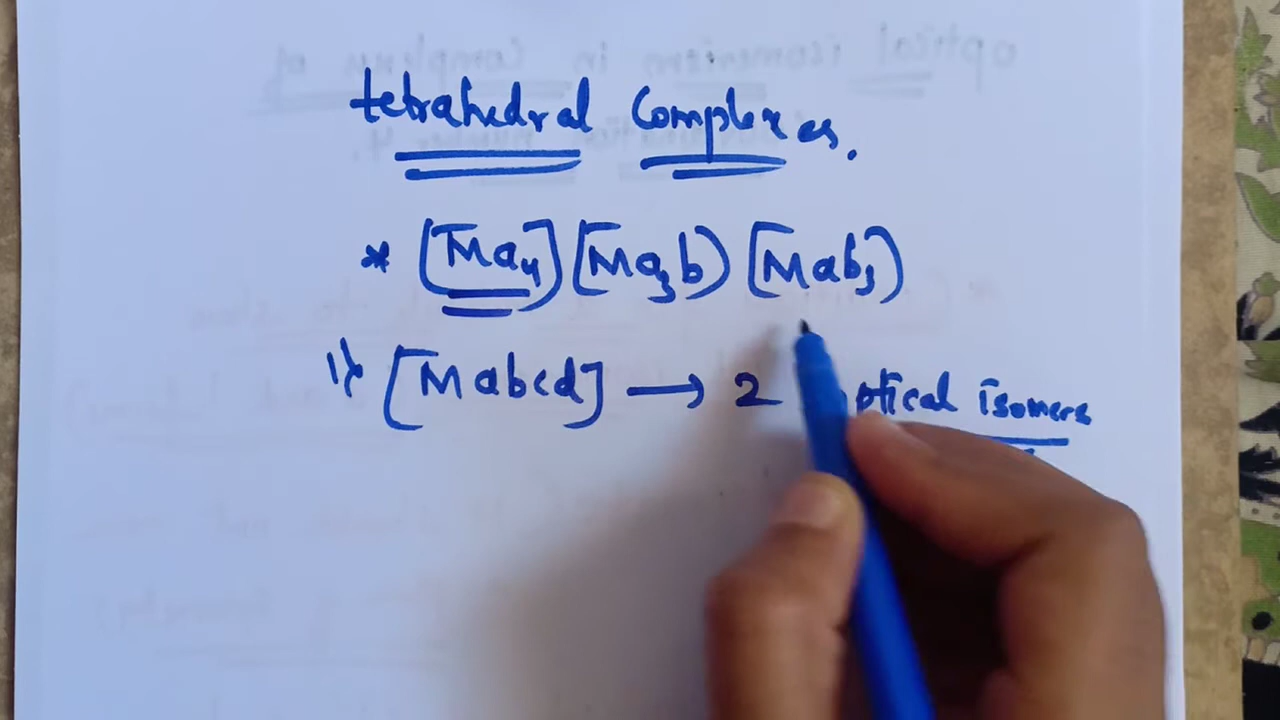 tetrahedral Complexes.
* [Ma₄] [Ma₃b] [Mab₃]
1) [Mabcd] → 2 optical isomers